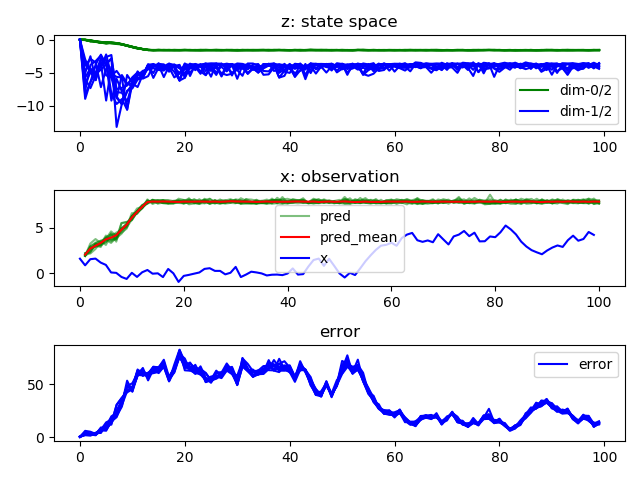 z: state space
0
−5
−10
dim-0/2
dim-1/2
0 20 40 60 80 100
x: observation
5
0
pred
pred_mean
x
0 20 40 60 80 100
error
50
0
error
0 20 40 60 80 100